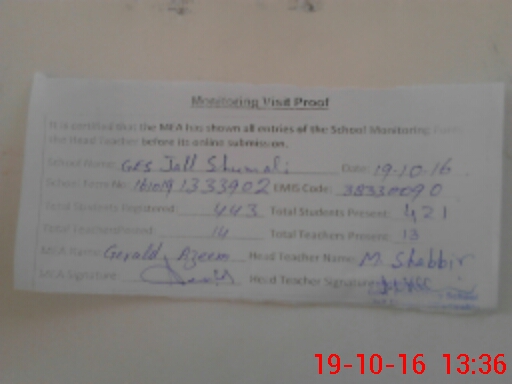 Monitoring Visit Proof
It is certified that the MEA has shown all entries of the School Monitoring Form
the Head Teacher before its online submission.
School Name: GES Jall Shumali Date: 19-10-16
School Form No: 161019 1333902 EMIS Code: 38330090
Total Students Registered: 443 Total Students Present: 421
Total Teachers Posted: 14 Total Teachers Present: 13
MEA Name: Gerald Azeem Head Teacher Name: M. Shabbir
MEA Signature: Head Teacher Signature:
School
19-10-16 13:36